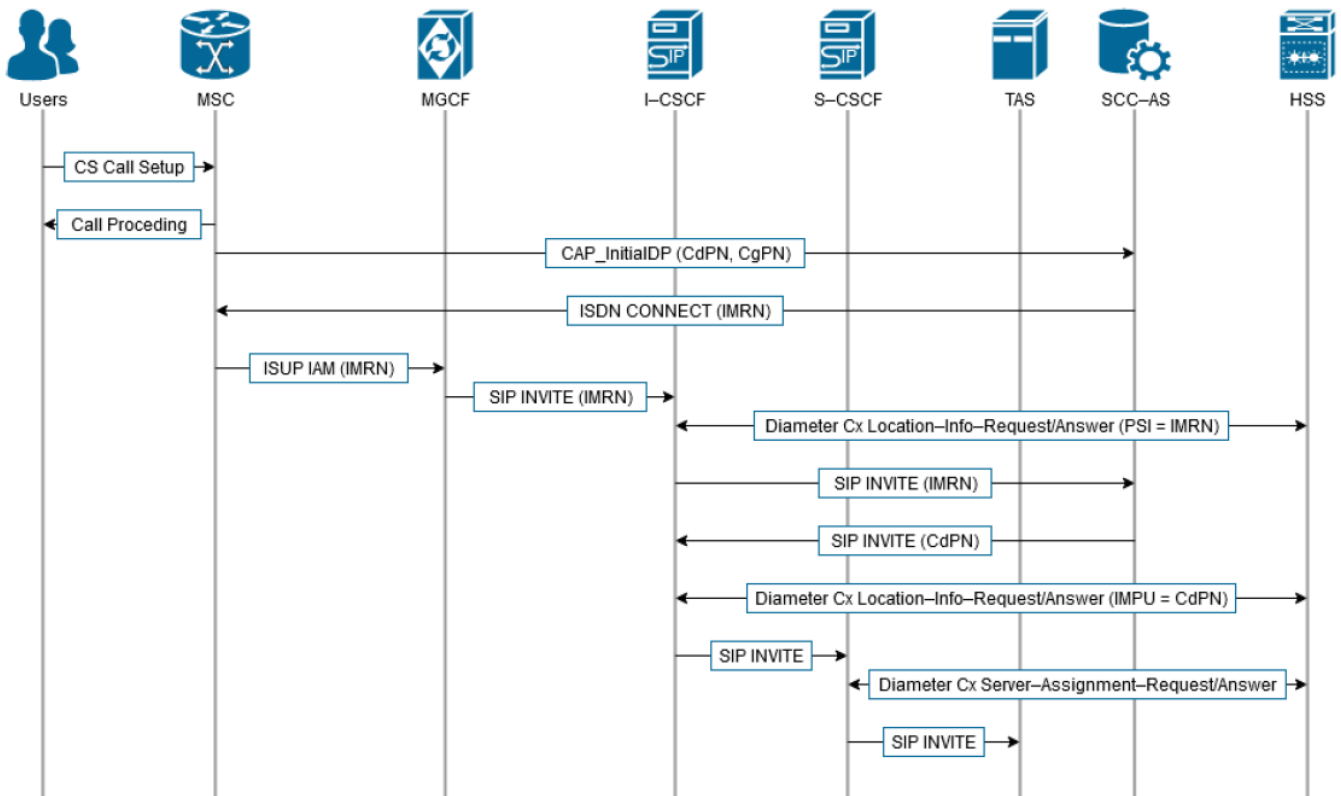 Users
MSC
MGCF
I–CSCF
S–CSCF
TAS
SCC–AS
HSS
SIP
SIP
CS Call Setup
Call Proceding
CAP_InitialDP (CdPN, CgPN)
ISDN CONNECT (IMRN)
ISUP IAM (IMRN)
SIP INVITE (IMRN)
Diameter Cx Location–Info–Request/Answer (PSI = IMRN)
SIP INVITE (IMRN)
SIP INVITE (CdPN)
Diameter Cx Location–Info–Request/Answer (IMPU = CdPN)
SIP INVITE
Diameter Cx Server–Assignment–Request/Answer
SIP INVITE